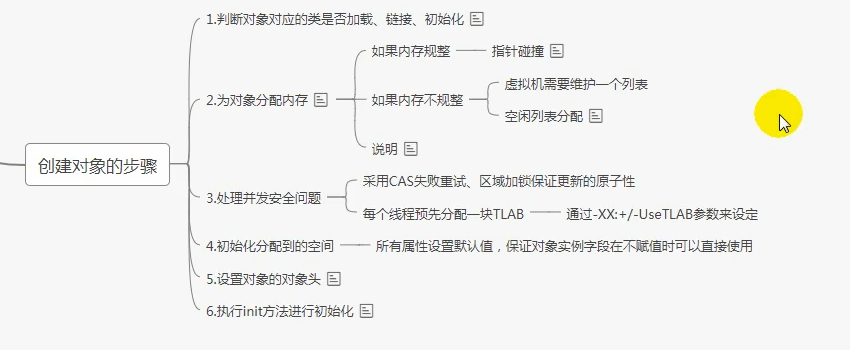 创建对象的步骤
1.判断对象对应的类是否加载、链接、初始化
2.为对象分配内存
如果内存规整
指针碰撞
如果内存不规整
虚拟机需要维护一个列表
空闲列表分配
说明
3.处理并发安全问题
采用CAS失败重试、区域加锁保证更新的原子性
每个线程预先分配一块TLAB
通过-XX:+/-UseTLAB参数来设定
4.初始化分配到的空间
所有属性设置默认值，保证对象实例字段在不赋值时可以直接使用
5.设置对象的对象头
6.执行init方法进行初始化